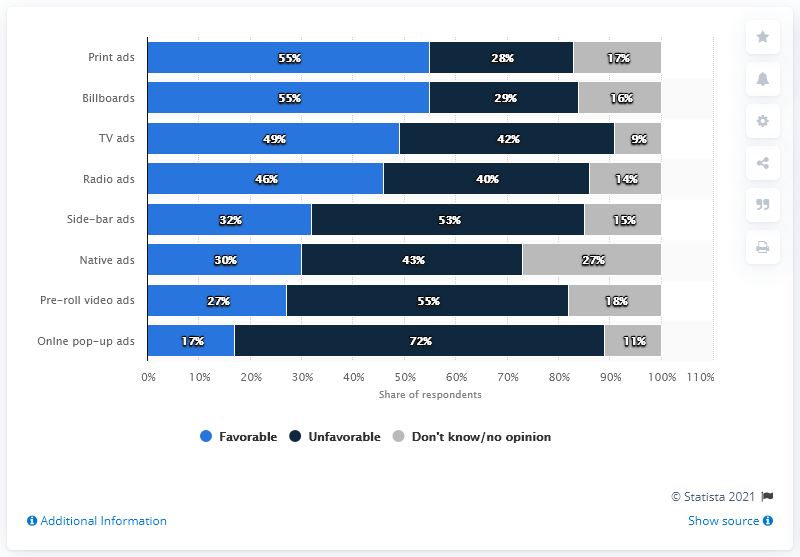 Print ads 55% 28% 17%
Billboards 55% 29% 16%
TV ads 49% 42% 9%
Radio ads 46% 40% 14%
Side-bar ads 32% 53% 15%
Native ads 30% 43% 27%
Pre-roll video ads 27% 55% 18%
Onlne pop-up ads 17% 72% 11%
0% 10% 20% 30% 40% 50% 60% 70% 80% 90% 100% 110%
Share of respondents
Favorable Unfavorable Don't know/no opinion
© Statista 2021
Additional Information Show source